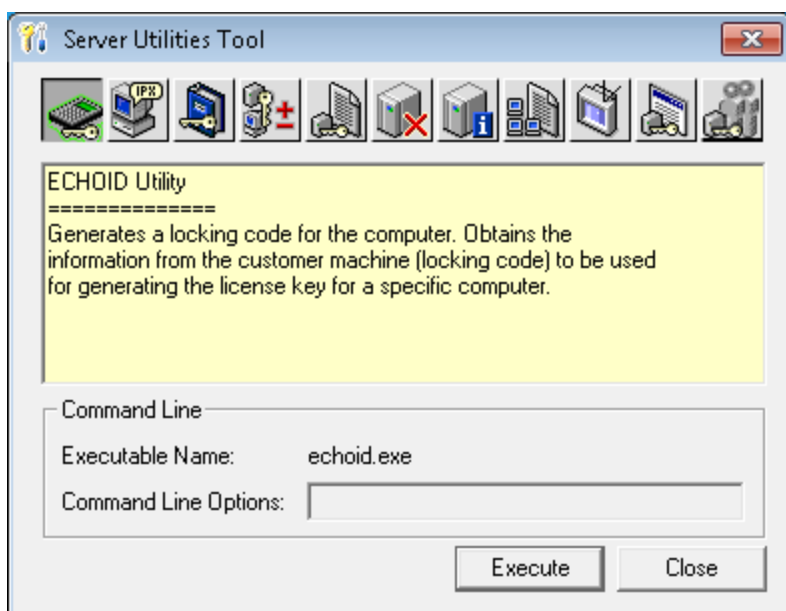 Server Utilities Tool
IPX
ECHOID Utility
==============
Generates a locking code for the computer. Obtains the
information from the customer machine (locking code) to be used
for generating the license key for a specific computer.
Command Line
Executable Name: echoid.exe
Command Line Options:
Execute Close